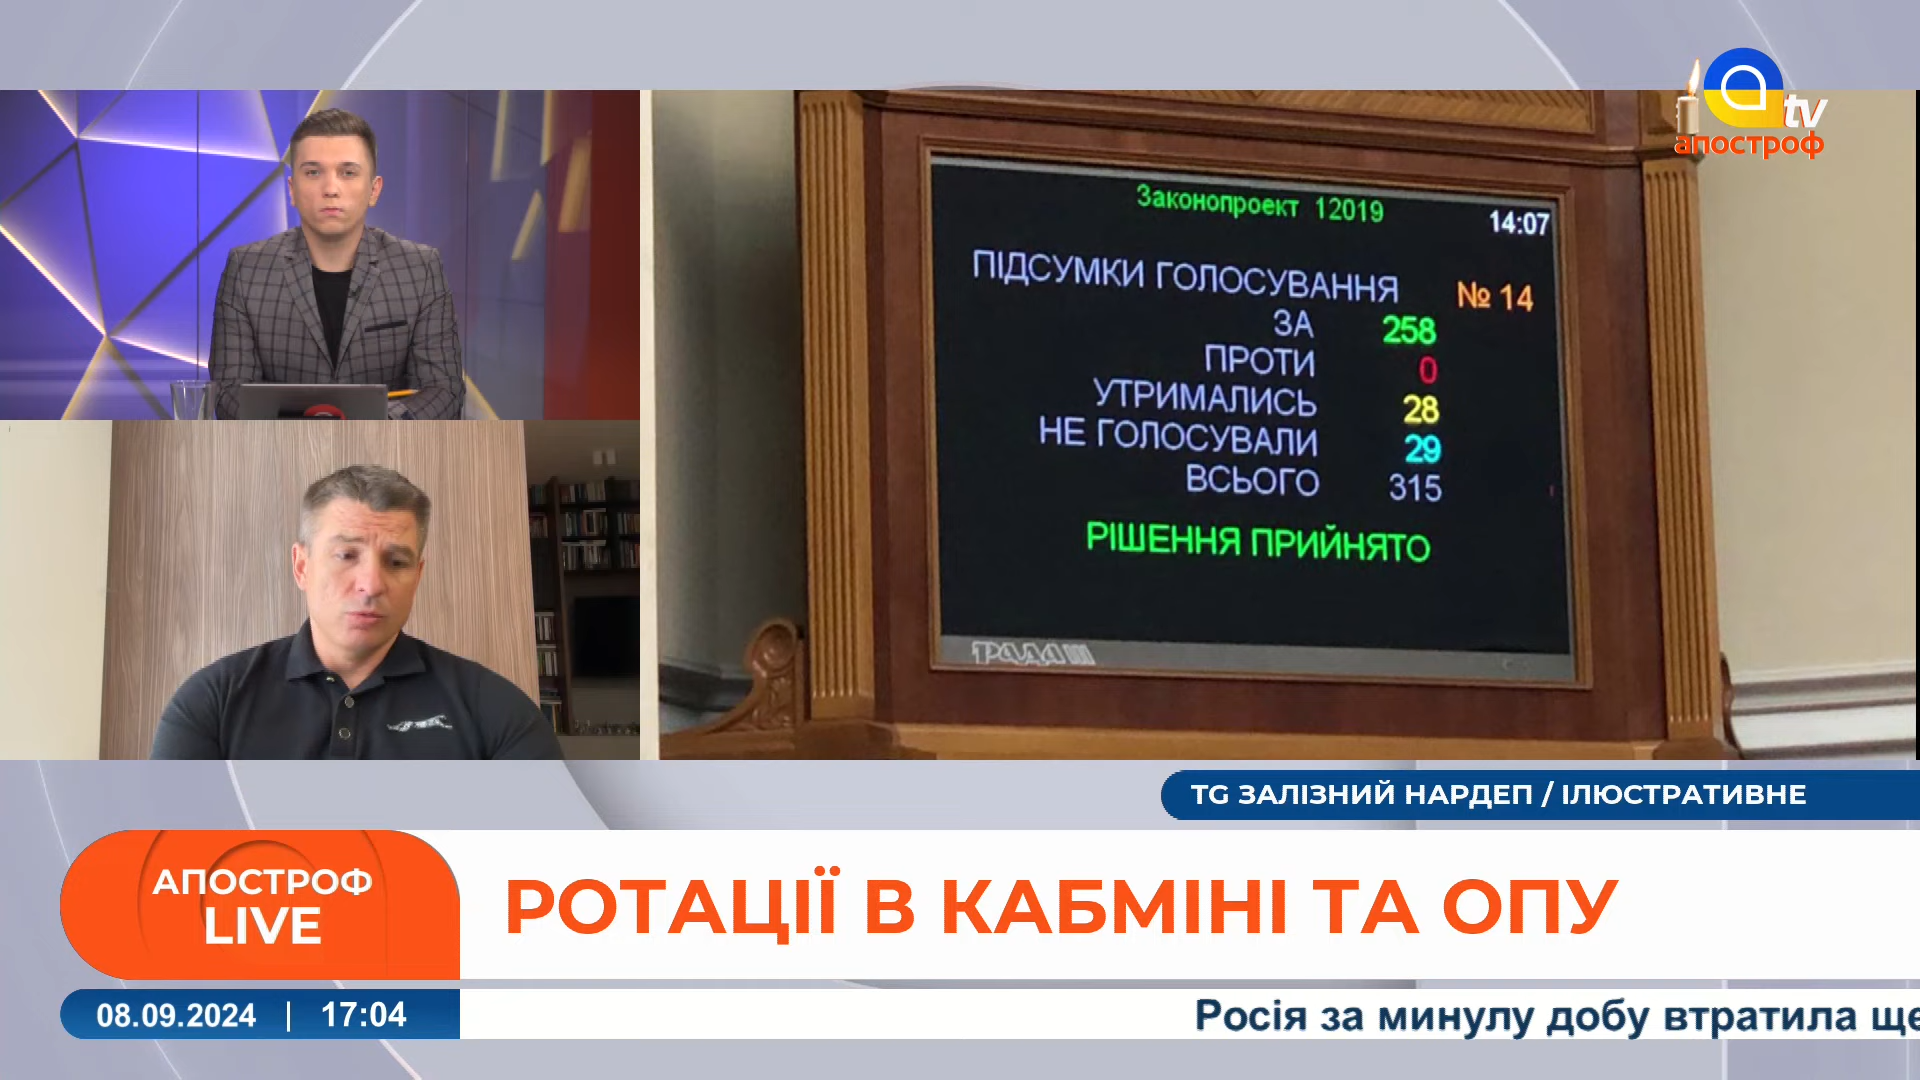 tv
апостроф
Законопроект 12019
14:07
ПІДСУМКИ ГОЛОСУВАННЯ
№ 14
ЗА 258
ПРОТИ 0
УТРИМАЛИСЬ 28
НЕ ГОЛОСУВАЛИ 29
ВСЬОГО 315
РІШЕННЯ ПРИЙНЯТО
РАДА III
TG ЗАЛІЗНИЙ НАРДЕП / ІЛЮСТРАТИВНЕ
АПОСТРОФ
LIVE
РОТАЦІЇ В КАБМІНІ ТА ОПУ
08.09.2024 | 17:04
Росія за минулу добу втратила ще